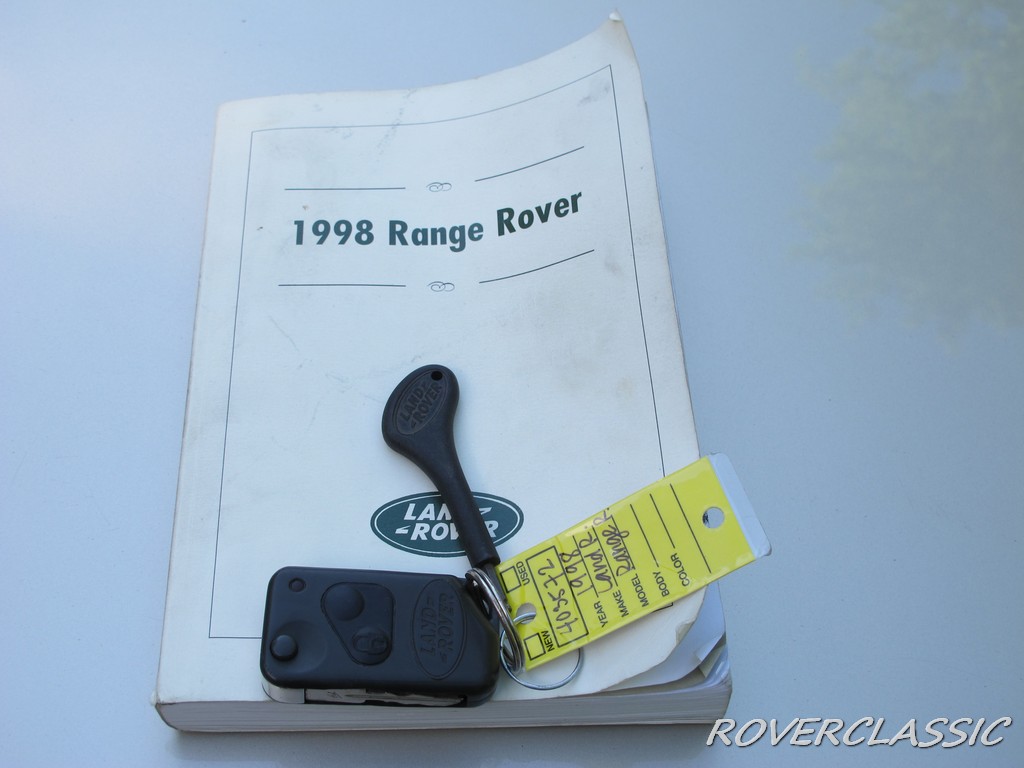 1998 Range Rover
LAND
ROVER
LAND
ROVER
LAND
ROVER
NEW
USED
403572
YEAR 1998
MAKE Land R
MODEL Range R
BODY
COLOR
ROVERCLASSIC